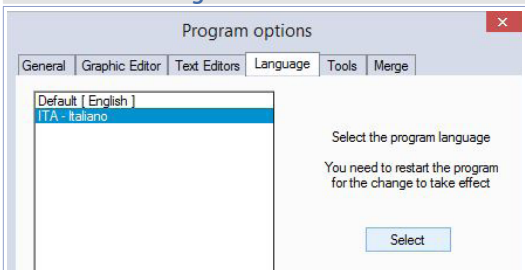 Program options
General Graphic Editor Text Editors Language Tools Merge
Default [ English ]
ITA - Italiano
Select the program language
You need to restart the program
for the change to take effect
Select